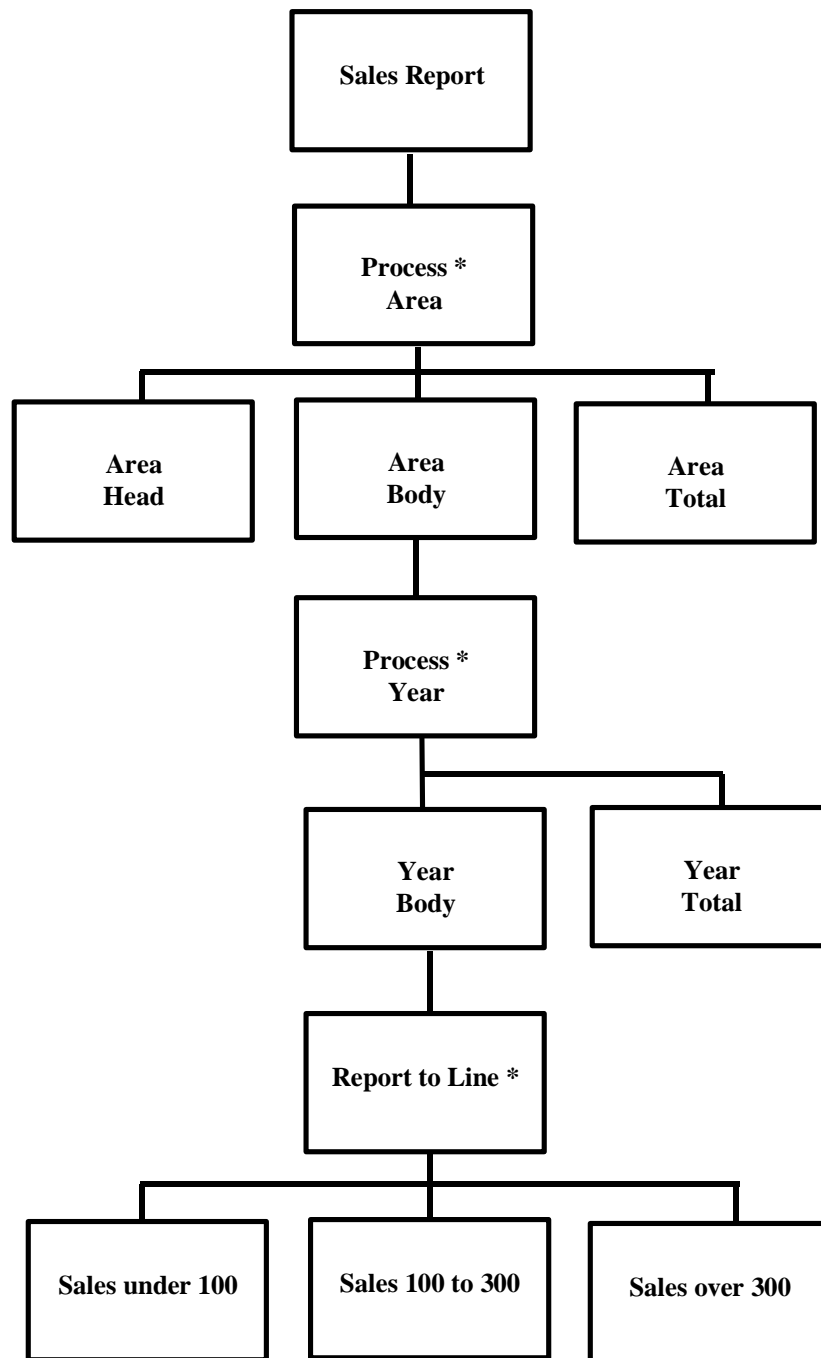 Sales Report
Process *
Area
Area
Head
Area
Body
Area
Total
Process *
Year
Year
Body
Year
Total
Report to Line *
Sales under 100
Sales 100 to 300
Sales over 300